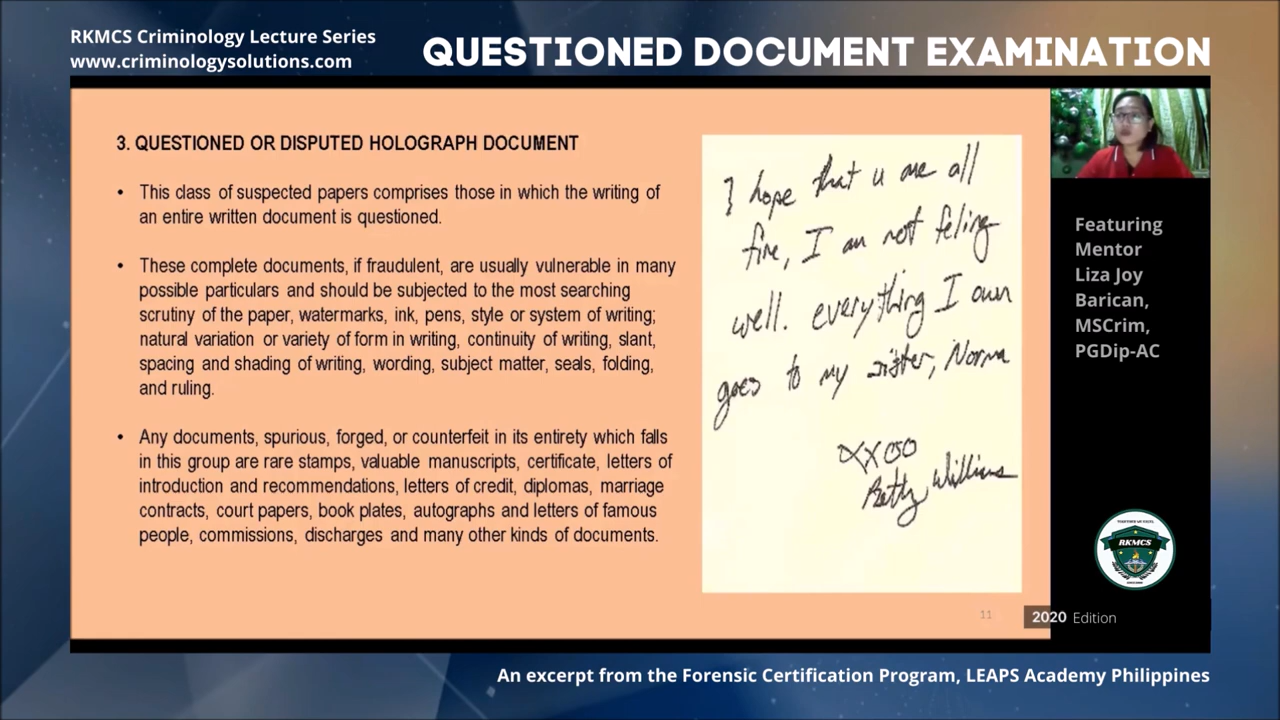 RKMCS Criminology Lecture Series
www.criminologysolutions.com
QUESTIONED DOCUMENT EXAMINATION
3. QUESTIONED OR DISPUTED HOLOGRAPH DOCUMENT
• This class of suspected papers comprises those in which the writing of
an entire written document is questioned.
• These complete documents, if fraudulent, are usually vulnerable in many
possible particulars and should be subjected to the most searching
scrutiny of the paper, watermarks, ink, pens, style or system of writing;
natural variation or variety of form in writing, continuity of writing, slant,
spacing and shading of writing, wording, subject matter, seals, folding,
and ruling.
• Any documents, spurious, forged, or counterfeit in its entirety which falls
in this group are rare stamps, valuable manuscripts, certificate, letters of
introduction and recommendations, letters of credit, diplomas, marriage
contracts, court papers, book plates, autographs and letters of famous
people, commissions, discharges and many other kinds of documents.
I hope that u are all
fine, I am not feling
well. everything I own
goes to my sister, Norma
XXOO
Betty Williams
11
Featuring
Mentor
Liza Joy
Barican,
MSCrim,
PGDip-AC
RKMCS
2020 Edition
An excerpt from the Forensic Certification Program, LEAPS Academy Philippines